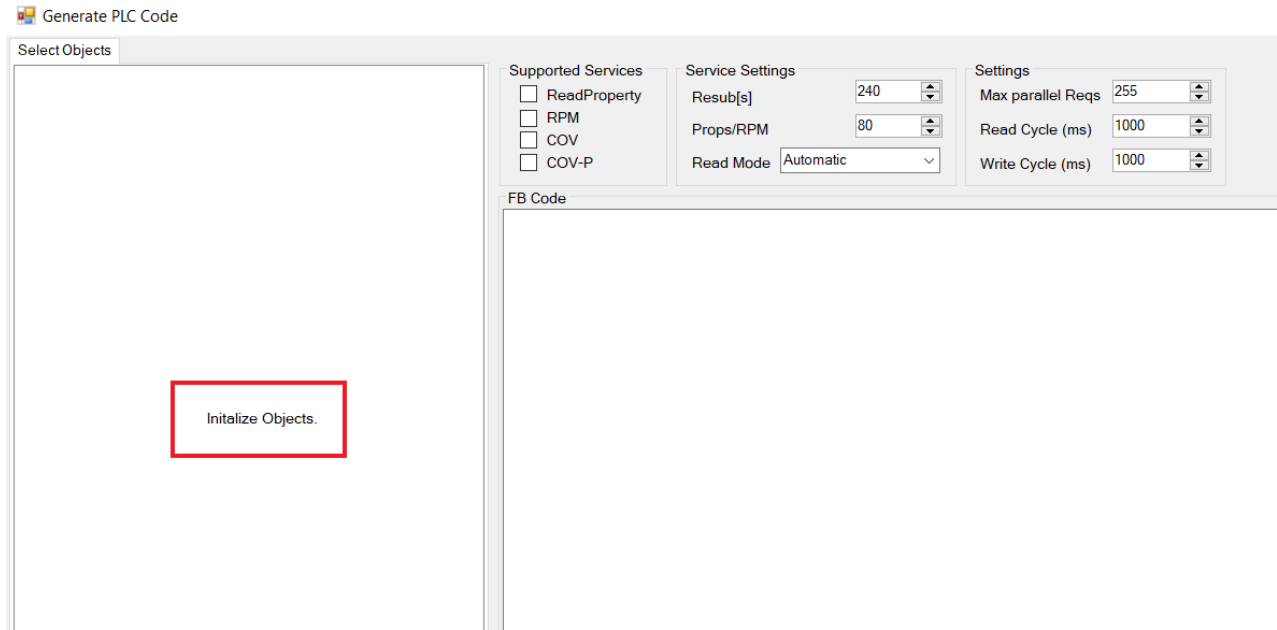 Generate PLC Code
Select Objects
Initalize Objects.
Supported Services
ReadProperty
RPM
COV
COV-P
Service Settings
Resub[s] 240
Props/RPM 80
Read Mode Automatic
Settings
Max parallel Reqs 255
Read Cycle (ms) 1000
Write Cycle (ms) 1000
FB Code